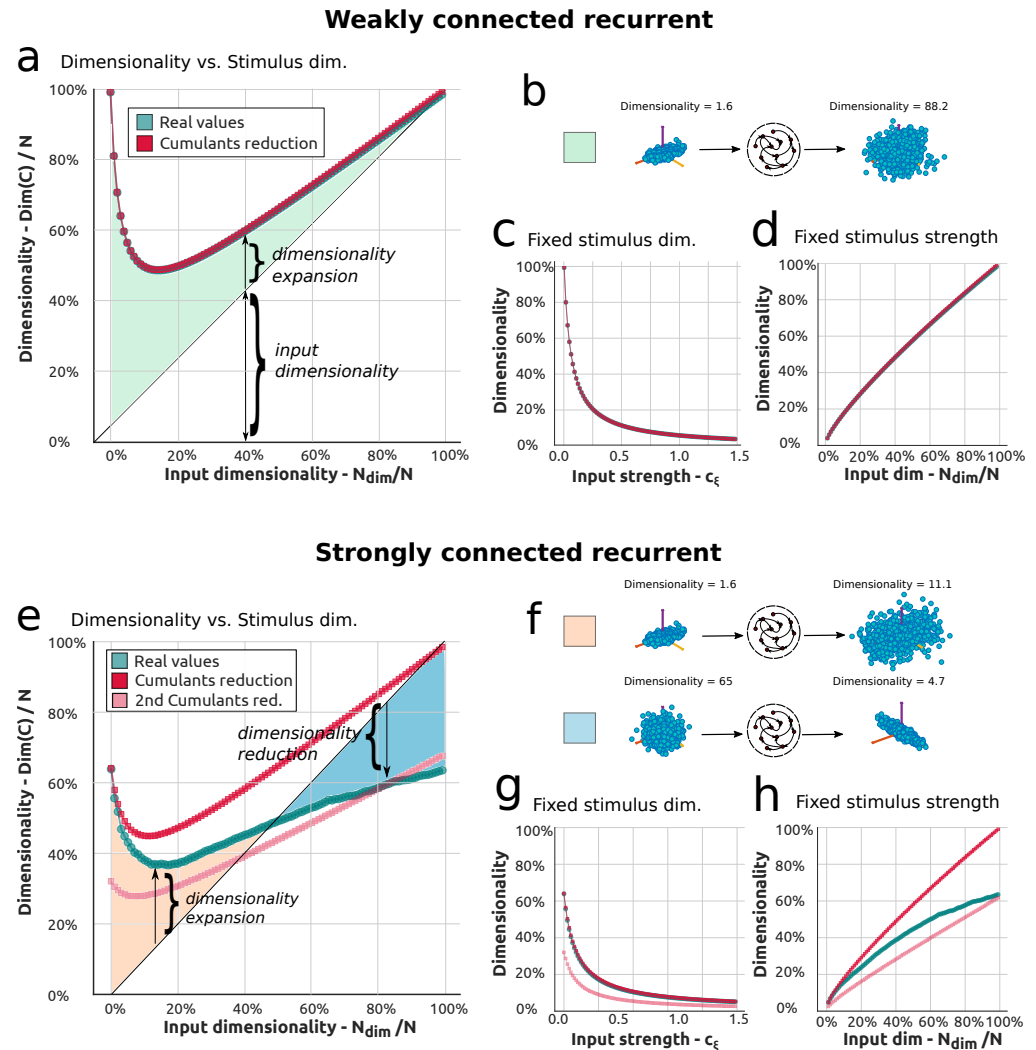 Weakly connected recurrent
a
Dimensionality vs. Stimulus dim.
Dimensionality - Dim(C) / N
100%
80%
60%
40%
20%
0%
Real values
Cumulants reduction
dimensionality
expansion
input
dimensionality
0% 20% 40% 60% 80% 100%
Input dimensionality - Ndim/N
b
Dimensionality = 1.6
Dimensionality = 88.2
c
Fixed stimulus dim.
Dimensionality
100%
80%
60%
40%
20%
0%
0.0 0.5 1.0 1.5
Input strength - cξ
d
Fixed stimulus strength
Dimensionality
100%
80%
60%
40%
20%
0%
0% 20% 40% 60% 80% 100%
Input dim - Ndim/N
Strongly connected recurrent
e
Dimensionality vs. Stimulus dim.
Dimensionality - Dim(C) / N
100%
80%
60%
40%
20%
0%
Real values
Cumulants reduction
2nd Cumulants red.
dimensionality
reduction
dimensionality
expansion
0% 20% 40% 60% 80% 100%
Input dimensionality - Ndim /N
f
Dimensionality = 1.6
Dimensionality = 11.1
Dimensionality = 65
Dimensionality = 4.7
g
Fixed stimulus dim.
Dimensionality
100%
80%
60%
40%
20%
0%
0.0 0.5 1.0 1.5
Input strength - cξ
h
Fixed stimulus strength
Dimensionality
100%
80%
60%
40%
20%
0%
0% 20% 40% 60% 80% 100%
Input dim - Ndim /N